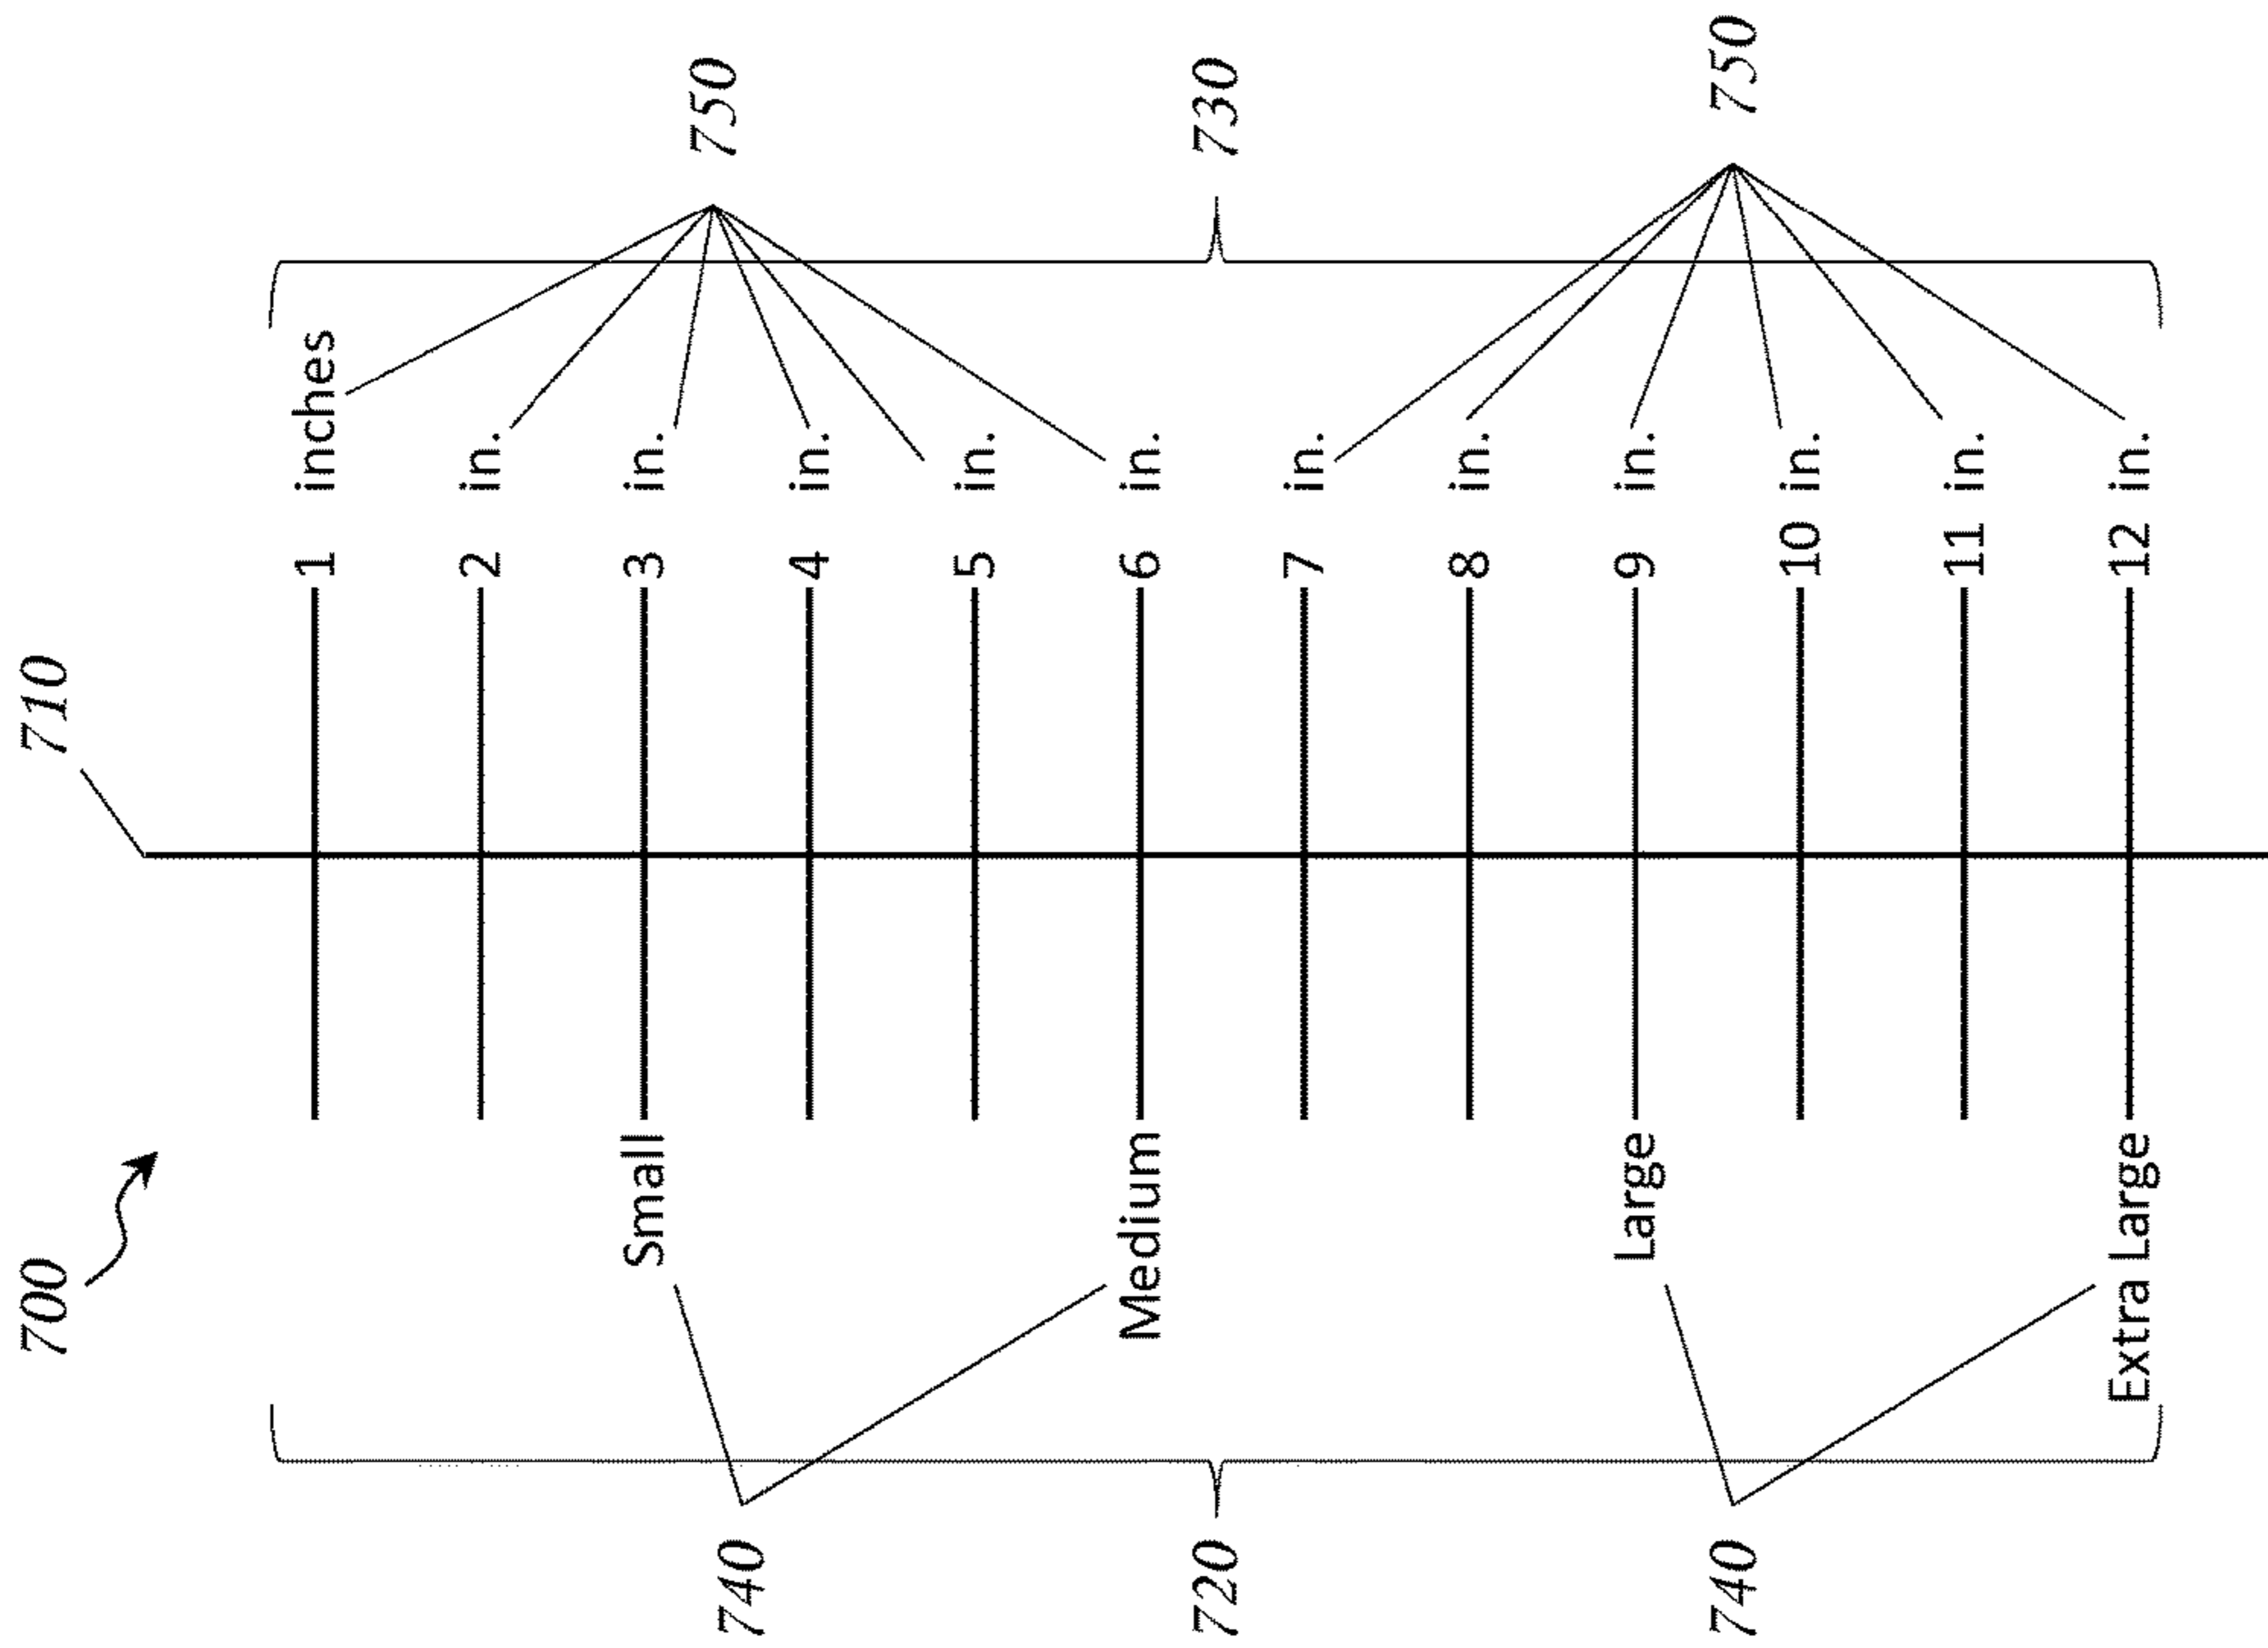 700 710
1 inches
2 in.
Small 3 in.
740 750
4 in.
5 in.
Medium 6 in.
720 730
7 in.
8 in.
Large 9 in.
740 750
10 in.
11 in.
Extra Large 12 in.